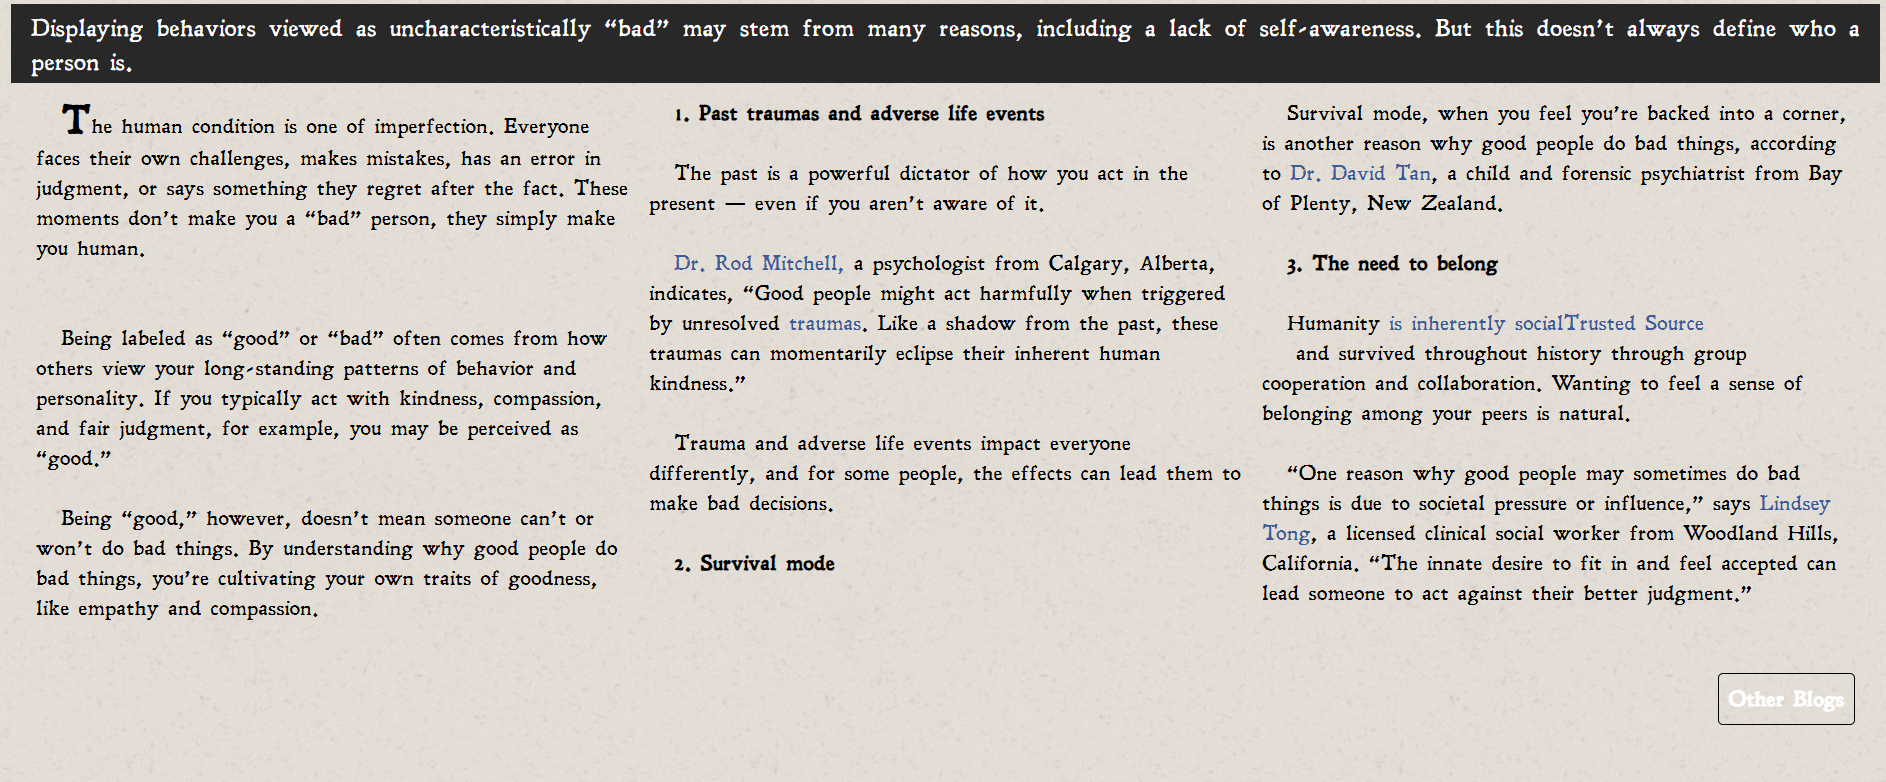 Displaying behaviors viewed as uncharacteristically “bad” may stem from many reasons, including a lack of self-awareness. But this doesn’t always define who a
person is.
The human condition is one of imperfection. Everyone
faces their own challenges, makes mistakes, has an error in
judgment, or says something they regret after the fact. These
moments don’t make you a “bad” person, they simply make
you human.
Being labeled as “good” or “bad” often comes from how
others view your long-standing patterns of behavior and
personality. If you typically act with kindness, compassion,
and fair judgment, for example, you may be perceived as
“good.”
Being “good,” however, doesn’t mean someone can’t or
won’t do bad things. By understanding why good people do
bad things, you’re cultivating your own traits of goodness,
like empathy and compassion.
1. Past traumas and adverse life events
The past is a powerful dictator of how you act in the
present — even if you aren’t aware of it.
Dr. Rod Mitchell, a psychologist from Calgary, Alberta,
indicates, “Good people might act harmfully when triggered
by unresolved traumas. Like a shadow from the past, these
traumas can momentarily eclipse their inherent human
kindness.”
Trauma and adverse life events impact everyone
differently, and for some people, the effects can lead them to
make bad decisions.
2. Survival mode
Survival mode, when you feel you’re backed into a corner,
is another reason why good people do bad things, according
to Dr. David Tan, a child and forensic psychiatrist from Bay
of Plenty, New Zealand.
3. The need to belong
Humanity is inherently socialTrusted Source
and survived throughout history through group
cooperation and collaboration. Wanting to feel a sense of
belonging among your peers is natural.
“One reason why good people may sometimes do bad
things is due to societal pressure or influence,” says Lindsey
Tong, a licensed clinical social worker from Woodland Hills,
California. “The innate desire to fit in and feel accepted can
lead someone to act against their better judgment.”
Other Blogs